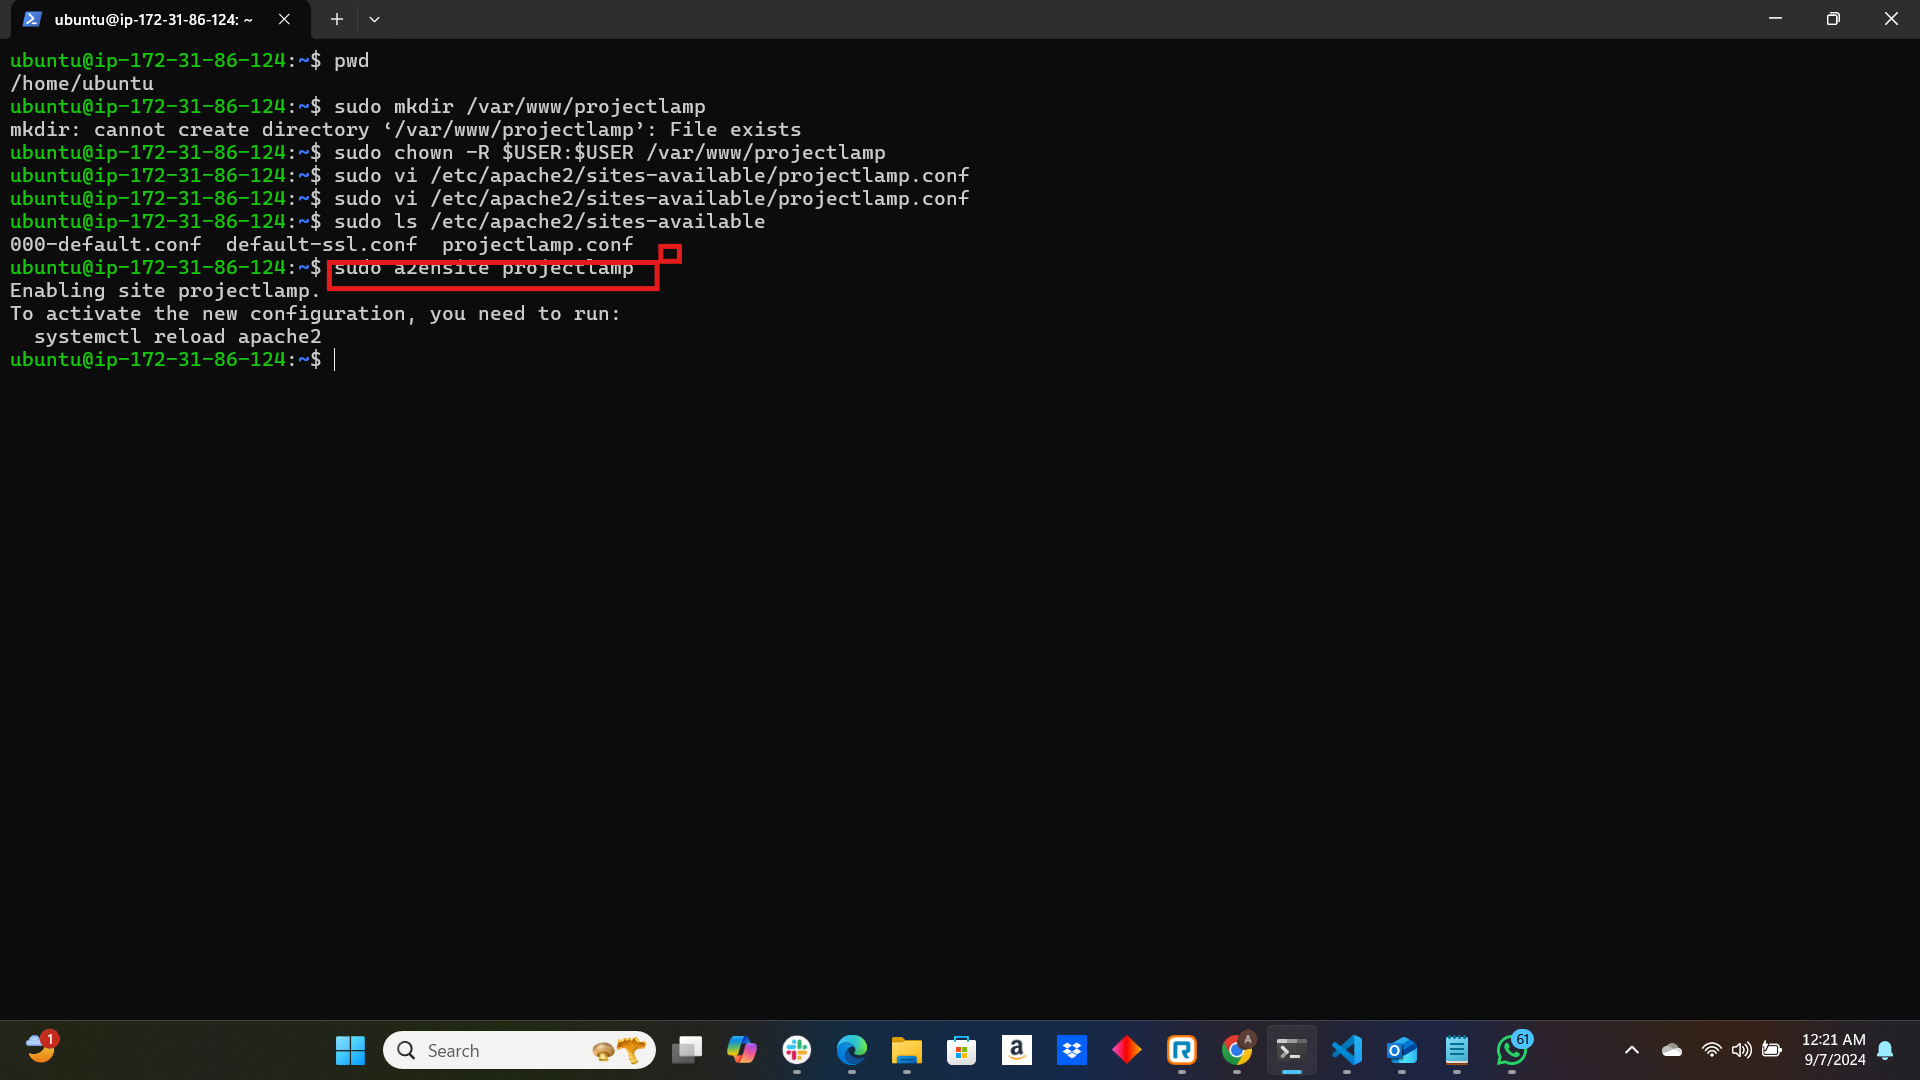 ubuntu@ip-172-31-86-124: ~
ubuntu@ip-172-31-86-124:~$ pwd
/home/ubuntu
ubuntu@ip-172-31-86-124:~$ sudo mkdir /var/www/projectlamp
mkdir: cannot create directory ‘/var/www/projectlamp’: File exists
ubuntu@ip-172-31-86-124:~$ sudo chown -R $USER:$USER /var/www/projectlamp
ubuntu@ip-172-31-86-124:~$ sudo vi /etc/apache2/sites-available/projectlamp.conf
ubuntu@ip-172-31-86-124:~$ sudo vi /etc/apache2/sites-available/projectlamp.conf
ubuntu@ip-172-31-86-124:~$ sudo ls /etc/apache2/sites-available
000-default.conf  default-ssl.conf  projectlamp.conf
ubuntu@ip-172-31-86-124:~$ sudo a2ensite projectlamp
Enabling site projectlamp.
To activate the new configuration, you need to run:
  systemctl reload apache2
ubuntu@ip-172-31-86-124:~$
1
Search
a
R
A
O
61
12:21 AM
9/7/2024